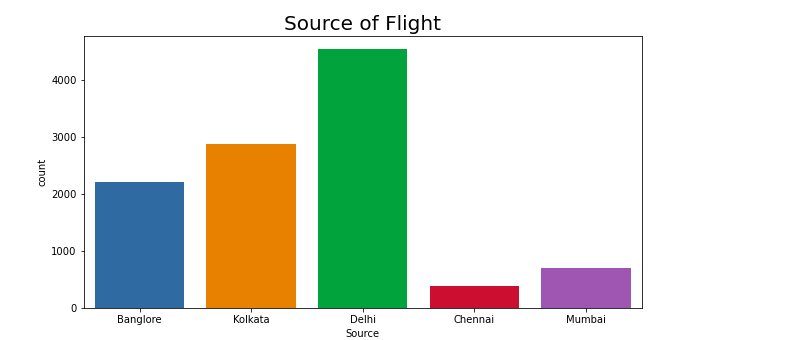 Source of Flight
count
4000
3000
2000
1000
0
Banglore Kolkata Delhi Chennai Mumbai
Source